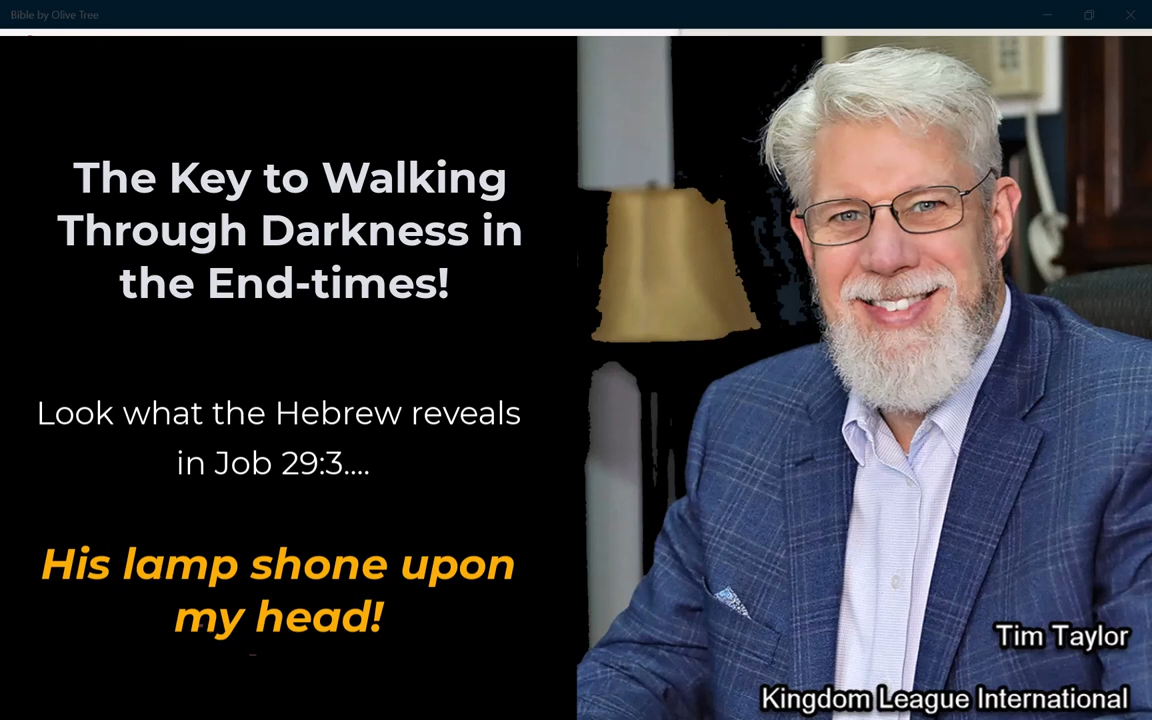 Bible by Olive Tree
The Key to Walking
Through Darkness in
the End-times!
Look what the Hebrew reveals
in Job 29:3....
His lamp shone upon
my head!
Tim Taylor
Kingdom League International